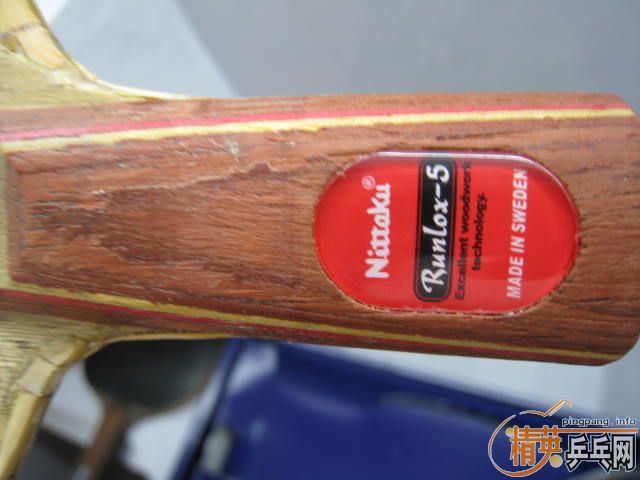 Nittaku®
Runlox-5
Excellent woodwork
technology.
MADE IN SWEDEN
pingpang.info
精英乒乓网